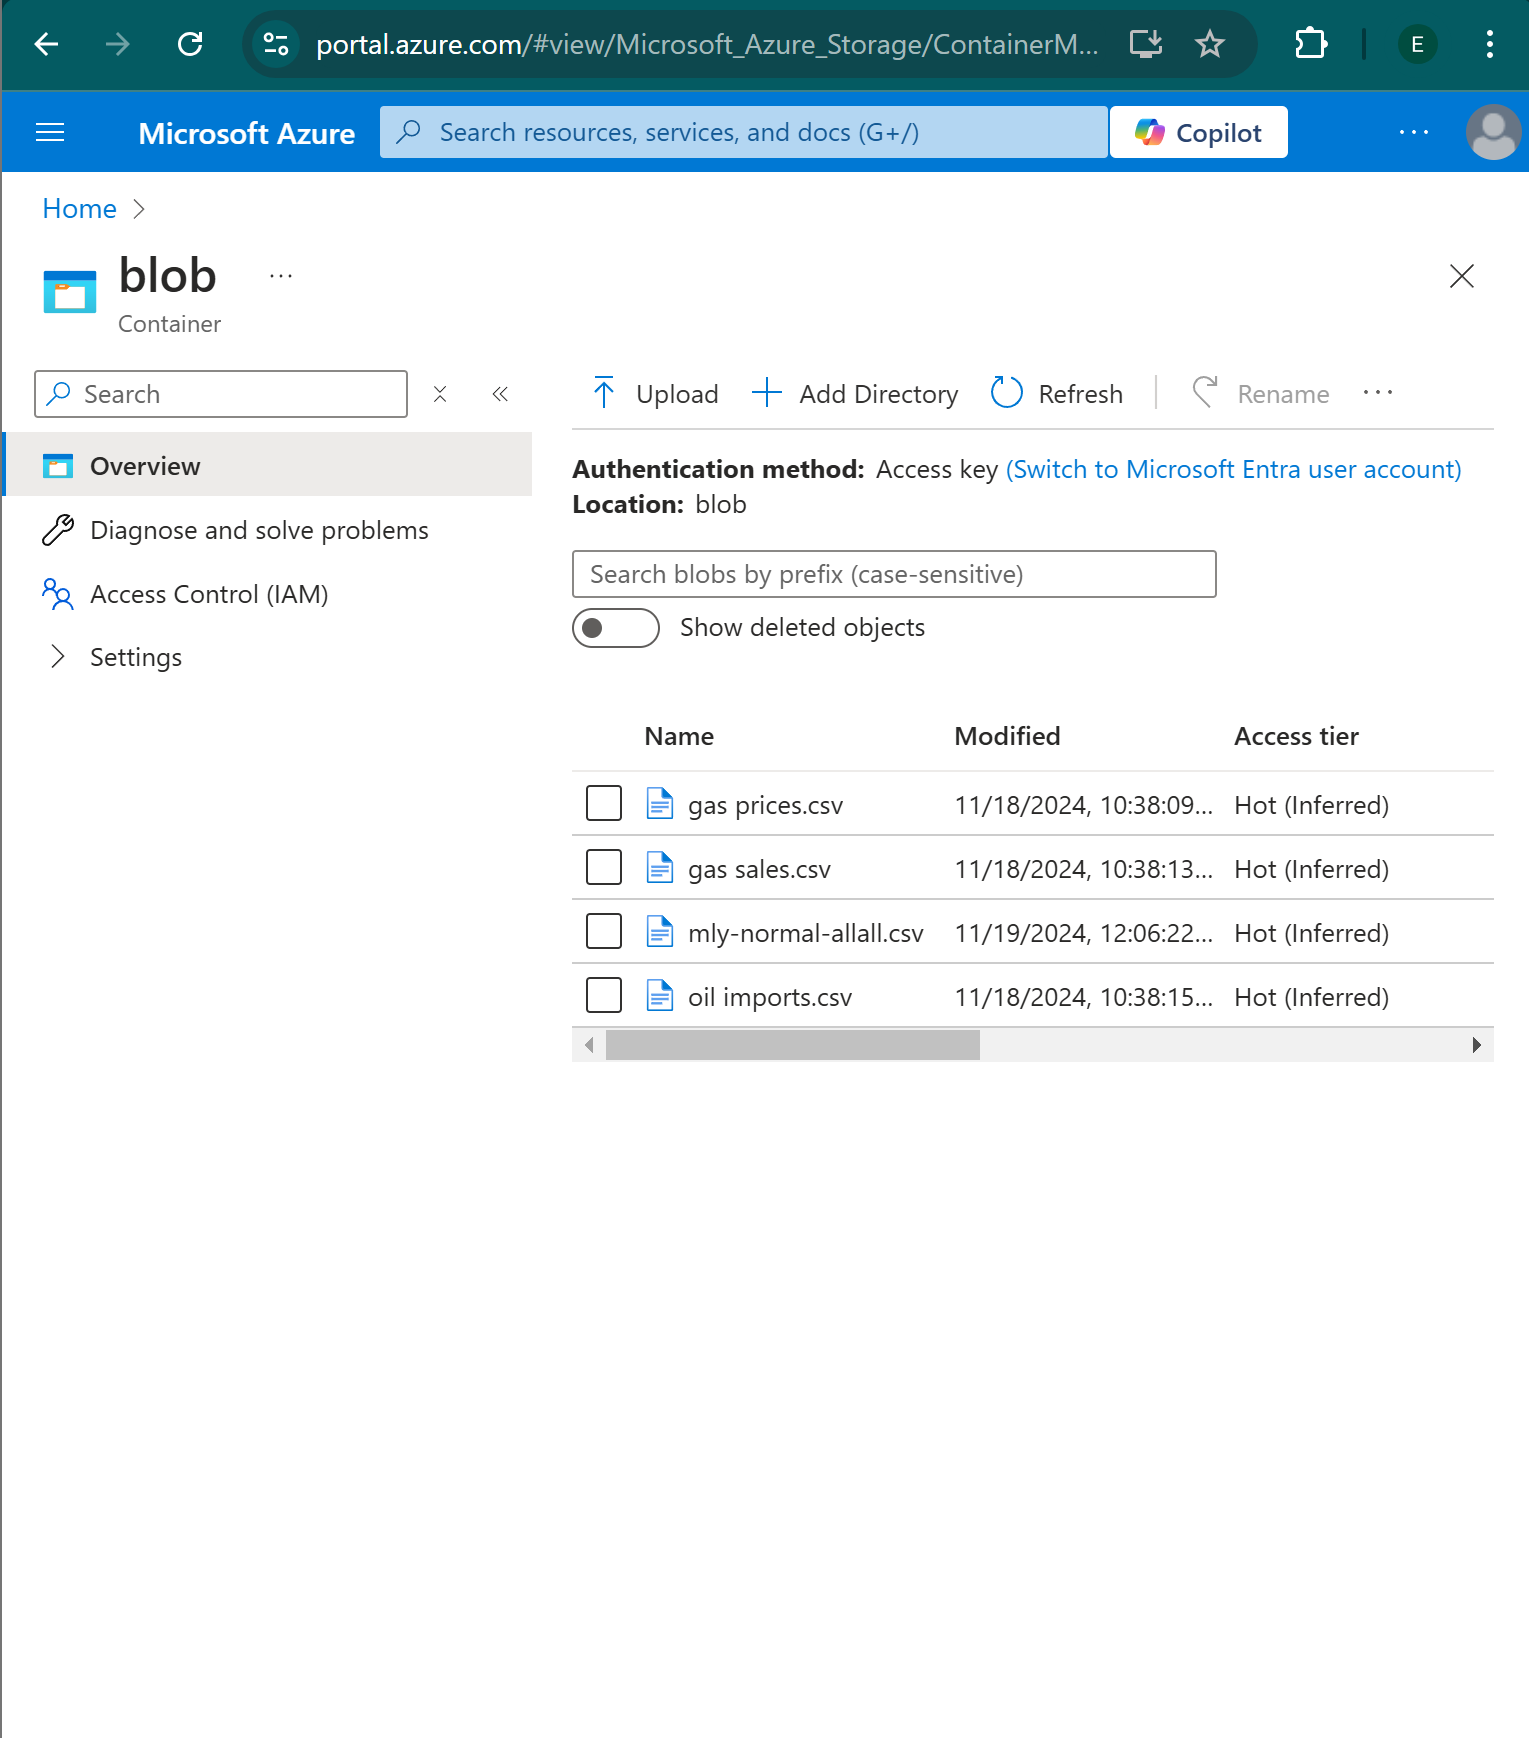 portal.azure.com/#view/Microsoft_Azure_Storage/ContainerM...
E
Microsoft Azure
Search resources, services, and docs (G+/)
Copilot
...
Home
blob
...
Container
Search
Upload
Add Directory
Refresh
Rename
...
Overview
Diagnose and solve problems
Access Control (IAM)
Settings
Authentication method: Access key (Switch to Microsoft Entra user account)
Location: blob
Search blobs by prefix (case-sensitive)
Show deleted objects
Name Modified Access tier
gas prices.csv 11/18/2024, 10:38:09... Hot (Inferred)
gas sales.csv 11/18/2024, 10:38:13... Hot (Inferred)
mly-normal-allall.csv 11/19/2024, 12:06:22... Hot (Inferred)
oil imports.csv 11/18/2024, 10:38:15... Hot (Inferred)